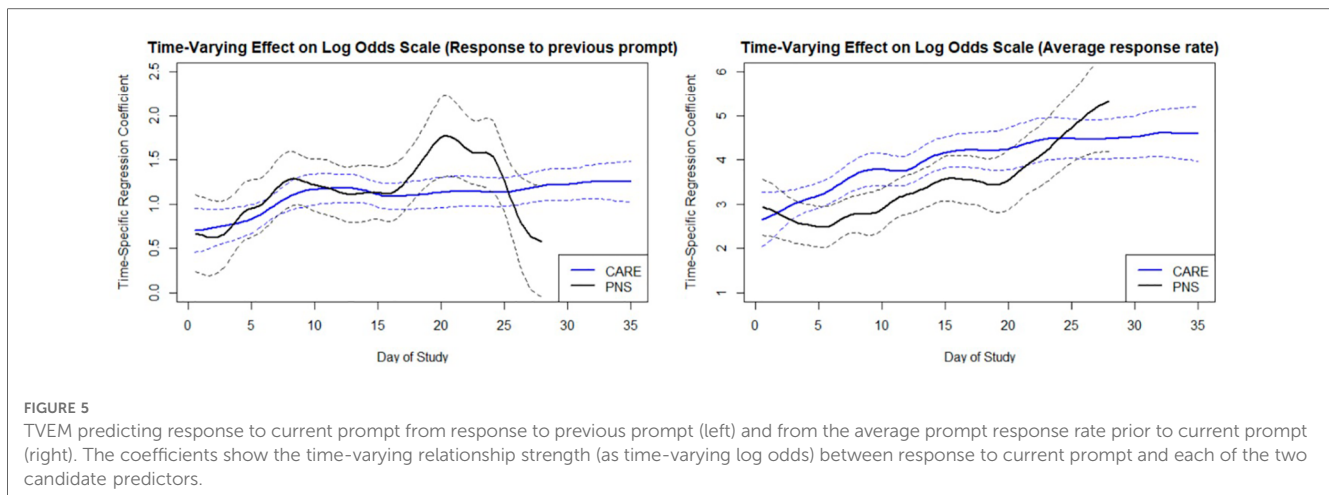 Time-Varying Effect on Log Odds Scale (Response to previous prompt)
Time-Specific Regression Coefficient
2.5
2.0
1.5
1.0
0.5
0.0
CARE
PNS
0 5 10 15 20 25 30 35
Day of Study
Time-Varying Effect on Log Odds Scale (Average response rate)
Time-Specific Regression Coefficient
6
5
4
3
2
1
CARE
PNS
0 5 10 15 20 25 30 35
Day of Study
FIGURE 5
TVEM predicting response to current prompt from response to previous prompt (left) and from the average prompt response rate prior to current prompt
(right). The coefficients show the time-varying relationship strength (as time-varying log odds) between response to current prompt and each of the two
candidate predictors.